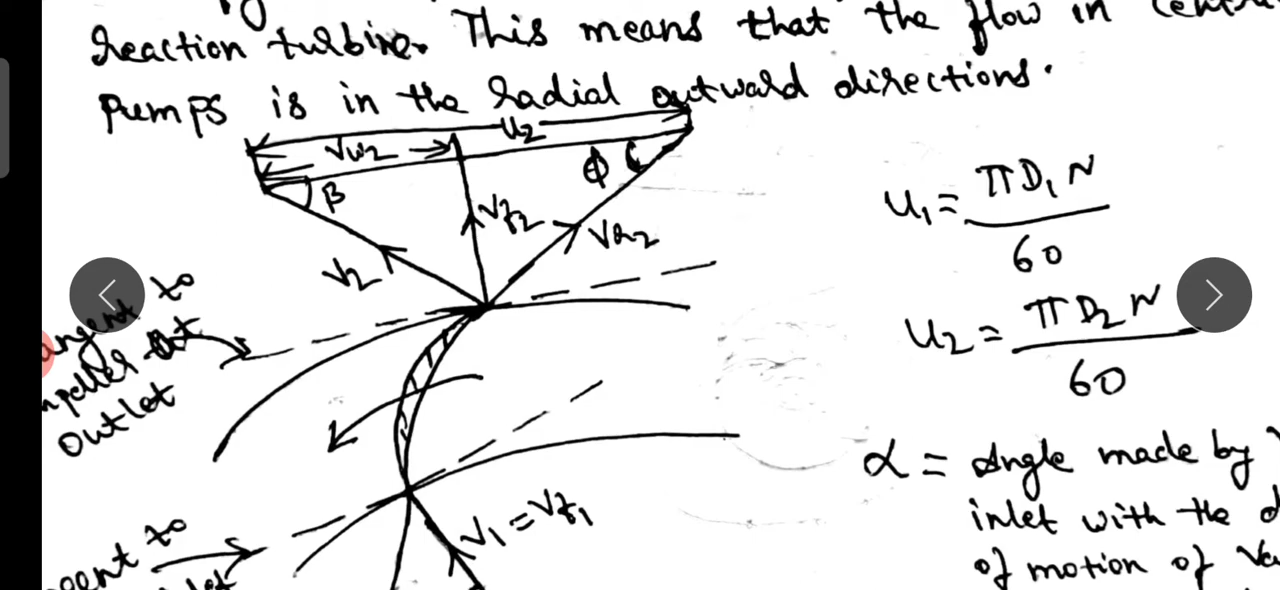 reaction turbine. This means that the flow in
Pumps is in the radial outward directions.
u2
Vw2
β
Φ
Vf2
VR2
V2
u1 = πD1N
60
u2 = πD2N
60
to
outlet
α = Angle made by
inlet with the
of motion of
V1 = Vf1
to